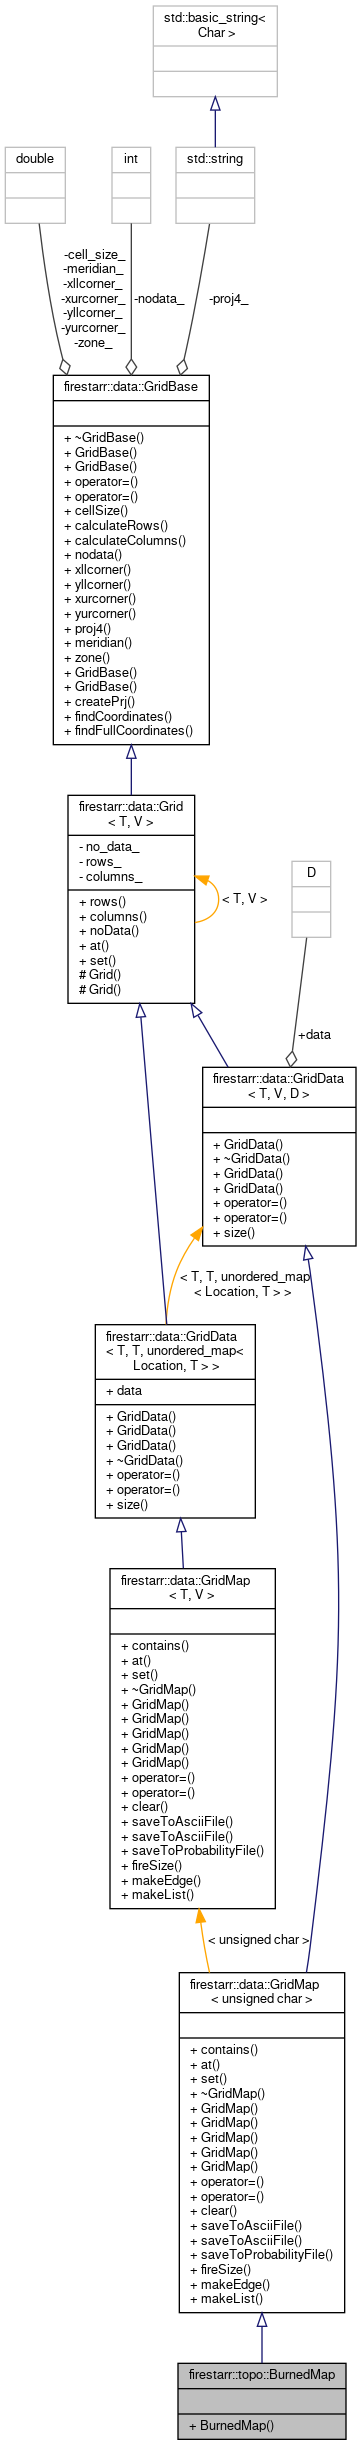 std::basic_string<
Char >
double
int
std::string
-cell_size_
-meridian_
-xllcorner_
-xurcorner_
-yllcorner_
-yurcorner_
-zone_
-nodata_
-proj4_
firestarr::data::GridBase
+ ~GridBase()
+ GridBase()
+ GridBase()
+ operator=()
+ operator=()
+ cellSize()
+ calculateRows()
+ calculateColumns()
+ nodata()
+ xllcorner()
+ yllcorner()
+ xurcorner()
+ yurcorner()
+ proj4()
+ meridian()
+ zone()
+ GridBase()
+ GridBase()
+ createPrj()
+ findCoordinates()
+ findFullCoordinates()
firestarr::data::Grid
< T, V >
- no_data_
- rows_
- columns_
+ rows()
+ columns()
+ noData()
+ at()
+ set()
# Grid()
# Grid()
< T, V >
D
+data
firestarr::data::GridData
< T, V, D >
+ GridData()
+ ~GridData()
+ GridData()
+ GridData()
+ operator=()
+ operator=()
+ size()
< T, T, unordered_map
< Location, T > >
firestarr::data::GridData
< T, T, unordered_map<
Location, T > >
+ data
+ GridData()
+ GridData()
+ GridData()
+ ~GridData()
+ operator=()
+ operator=()
+ size()
firestarr::data::GridMap
< T, V >
+ contains()
+ at()
+ set()
+ ~GridMap()
+ GridMap()
+ GridMap()
+ GridMap()
+ GridMap()
+ GridMap()
+ operator=()
+ operator=()
+ clear()
+ saveToAsciiFile()
+ saveToAsciiFile()
+ saveToProbabilityFile()
+ fireSize()
+ makeEdge()
+ makeList()
< unsigned char >
firestarr::data::GridMap
< unsigned char >
+ contains()
+ at()
+ set()
+ ~GridMap()
+ GridMap()
+ GridMap()
+ GridMap()
+ GridMap()
+ GridMap()
+ operator=()
+ operator=()
+ clear()
+ saveToAsciiFile()
+ saveToAsciiFile()
+ saveToProbabilityFile()
+ fireSize()
+ makeEdge()
+ makeList()
firestarr::topo::BurnedMap
+ BurnedMap()